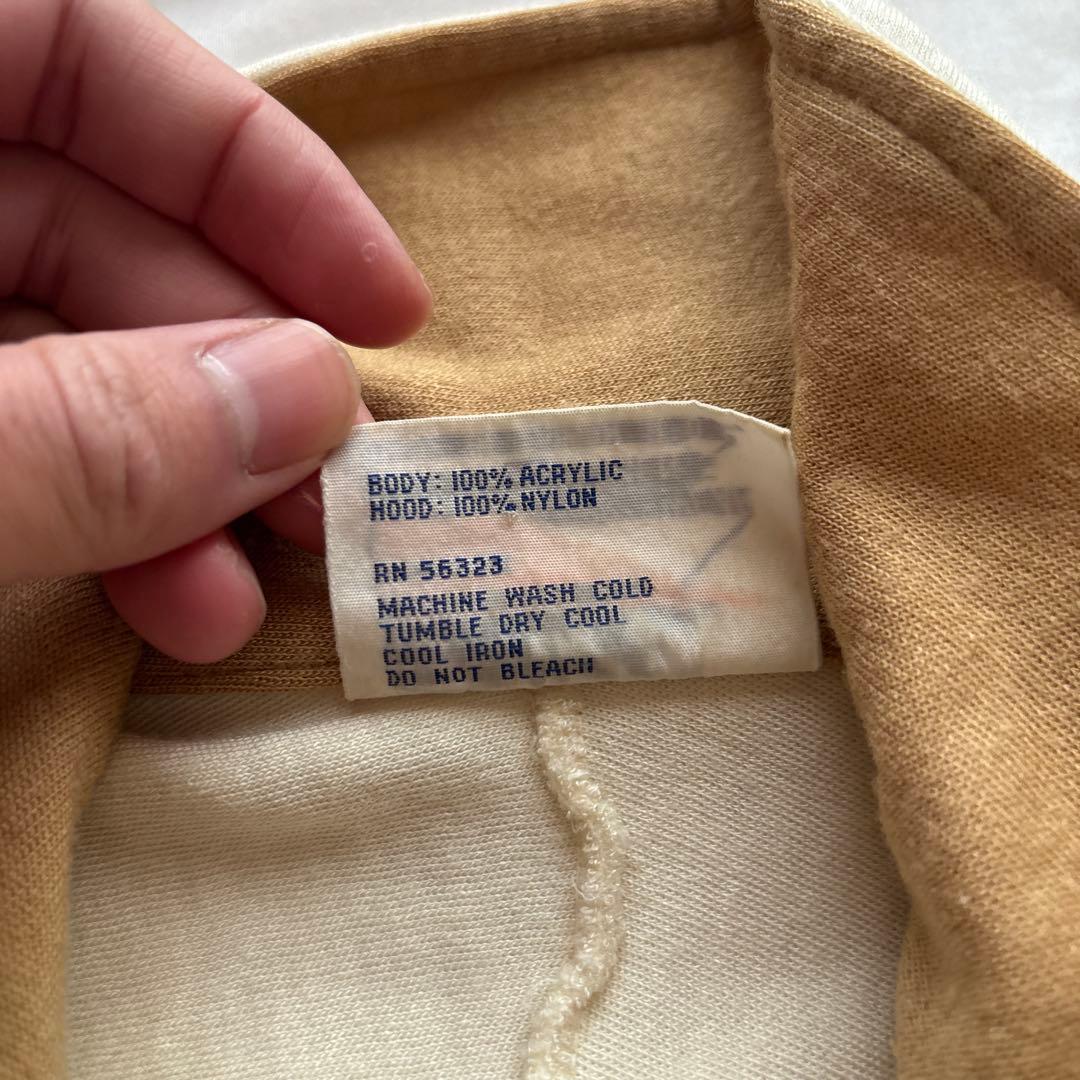 BODY: 100% ACRYLIC
HOOD: 100% NYLON
RN 56323
MACHINE WASH COLD
TUMBLE DRY COOL
COOL IRON
DO NOT BLEACH